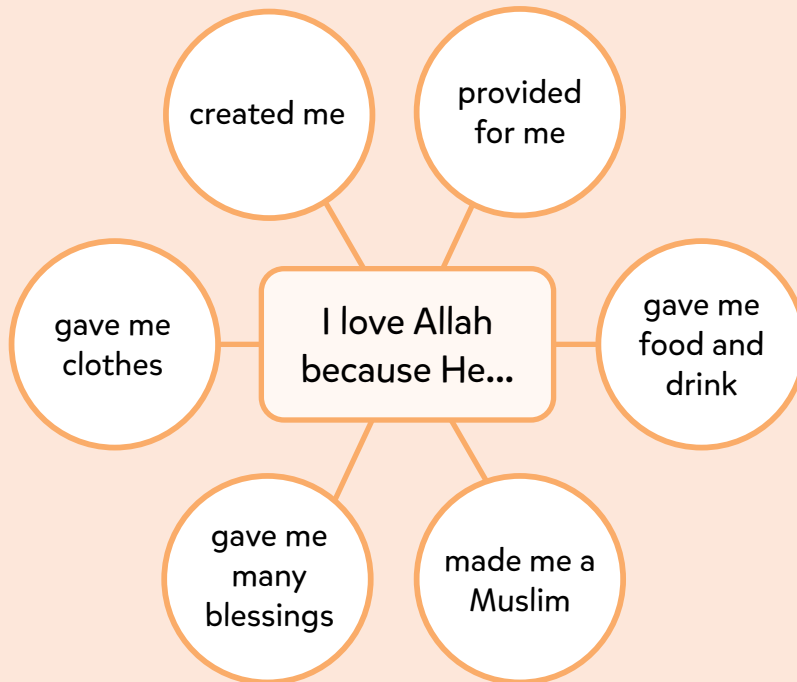 created me
provided
for me
gave me
clothes
I love Allah
because He...
gave me
food and
drink
gave me
many
blessings
made me a
Muslim